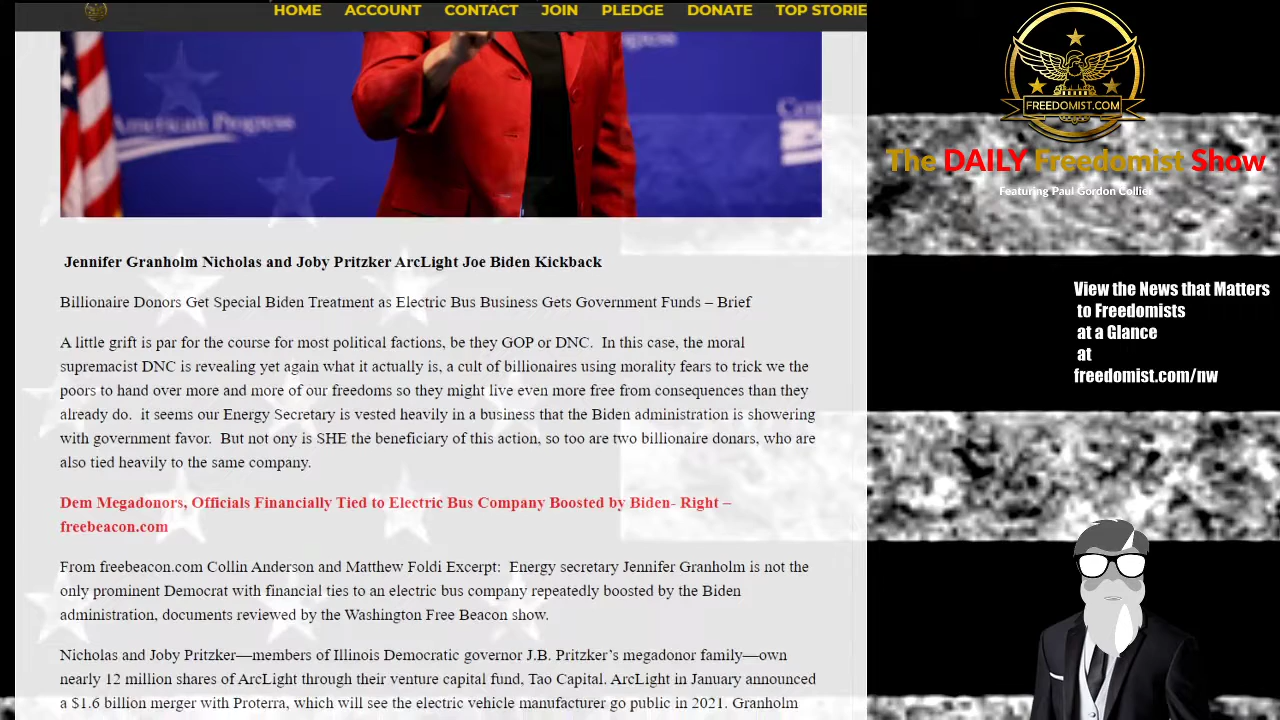 HOME ACCOUNT CONTACT JOIN PLEDGE DONATE TOP STORIE
American Progress
Jennifer Granholm Nicholas and Joby Pritzker ArcLight Joe Biden Kickback
Billionaire Donors Get Special Biden Treatment as Electric Bus Business Gets Government Funds – Brief
A little grift is par for the course for most political factions, be they GOP or DNC. In this case, the moral
supremacist DNC is revealing yet again what it actually is, a cult of billionaires using morality fears to trick we the
poors to hand over more and more of our freedoms so they might live even more free from consequences than they
already do. it seems our Energy Secretary is vested heavily in a business that the Biden administration is showering
with government favor. But not ony is SHE the beneficiary of this action, so too are two billionaire donars, who are
also tied heavily to the same company.
Dem Megadonors, Officials Financially Tied to Electric Bus Company Boosted by Biden- Right –
freebeacon.com
From freebeacon.com Collin Anderson and Matthew Foldi Excerpt: Energy secretary Jennifer Granholm is not the
only prominent Democrat with financial ties to an electric bus company repeatedly boosted by the Biden
administration, documents reviewed by the Washington Free Beacon show.
Nicholas and Joby Pritzker—members of Illinois Democratic governor J.B. Pritzker’s megadonor family—own
nearly 12 million shares of ArcLight through their venture capital fund, Tao Capital. ArcLight in January announced
a $1.6 billion merger with Proterra, which will see the electric vehicle manufacturer go public in 2021. Granholm
FREEDOMIST.COM
The DAILY Freedomist Show
Featuring Paul Gordon Collier
View the News that Matters
to Freedomists
at a Glance
at
freedomist.com/nw